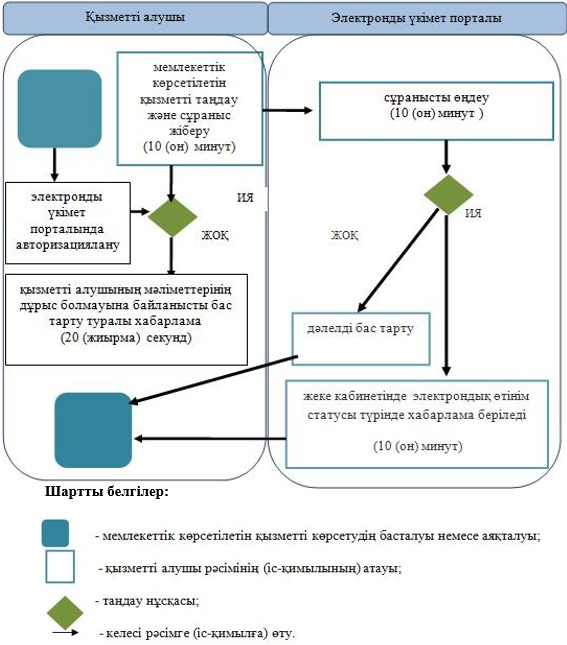 Қызметті алушы
Электронды үкімет порталы
мемлекеттік
көрсетілетін
қызметті таңдау
және сұраныс
жіберу
(10 (он) минут)
сұранысты өңдеу
(10 (он) минут )
электронды
үкімет
порталында
авторизациялану
ИЯ
ЖОҚ
ИЯ
ЖОҚ
қызметті алушының мәліметтерінің
дұрыс болмауына байланысты бас
тарту туралы хабарлама
(20 (жиырма) секунд)
дәлелді бас тарту
жеке кабинетінде электрондық өтінім
статусы түрінде хабарлама беріледі
(10 (он) минут)
Шартты белгілер:
- мемлекеттік көрсетілетін қызметті көрсетудің басталуы немесе аяқталуы;
- қызметті алушы рәсімінің (іс-қимылының) атауы;
- таңдау нұсқасы;
- келесі рәсімге (іс-қимылға) өту.